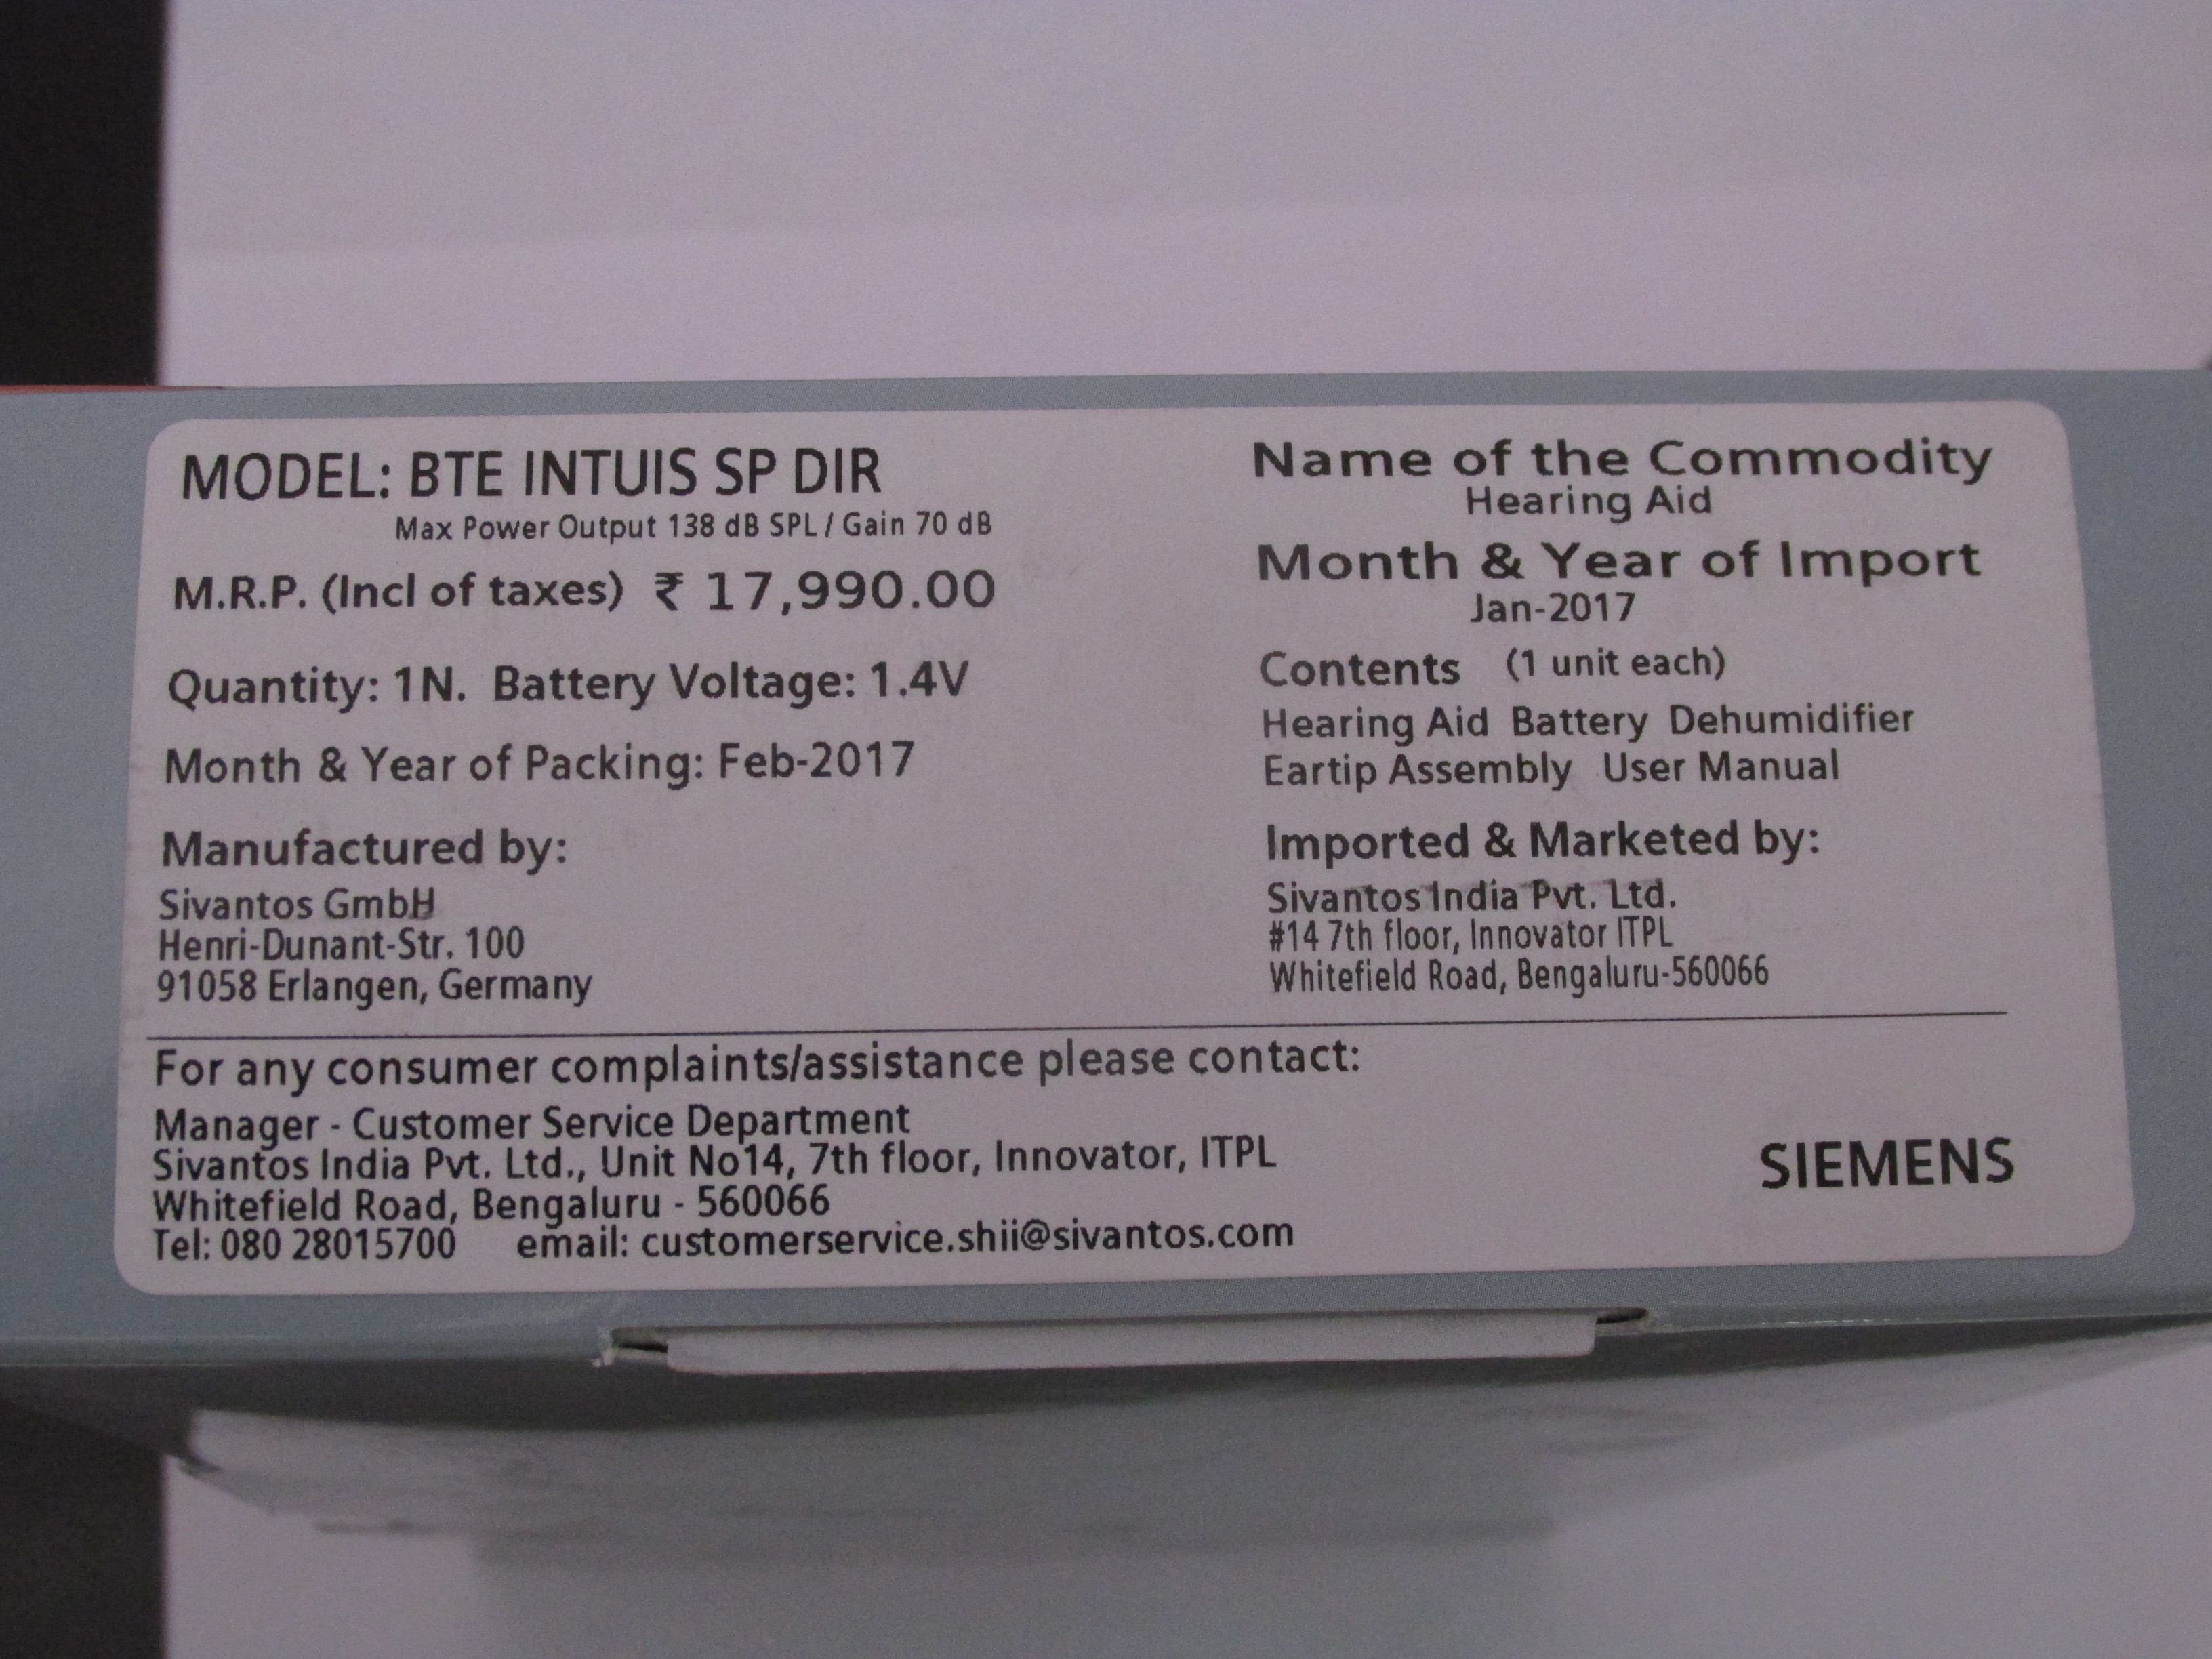 MODEL: BTE INTUIS SP DIR
Max Power Output 138 dB SPL / Gain 70 dB
M.R.P. (Incl of taxes) ₹ 17,990.00
Quantity: 1N. Battery Voltage: 1.4V
Month & Year of Packing: Feb-2017
Manufactured by:
Sivantos GmbH
Henri-Dunant-Str. 100
91058 Erlangen, Germany
Name of the Commodity
Hearing Aid
Month & Year of Import
Jan-2017
Contents (1 unit each)
Hearing Aid Battery Dehumidifier
Eartip Assembly User Manual
Imported & Marketed by:
Sivantos India Pvt. Ltd.
#14 7th floor, Innovator ITPL
Whitefield Road, Bengaluru-560066
For any consumer complaints/assistance please contact:
Manager - Customer Service Department
Sivantos India Pvt. Ltd., Unit No14, 7th floor, Innovator, ITPL
Whitefield Road, Bengaluru - 560066
Tel: 080 28015700 email: customerservice.shii@sivantos.com
SIEMENS